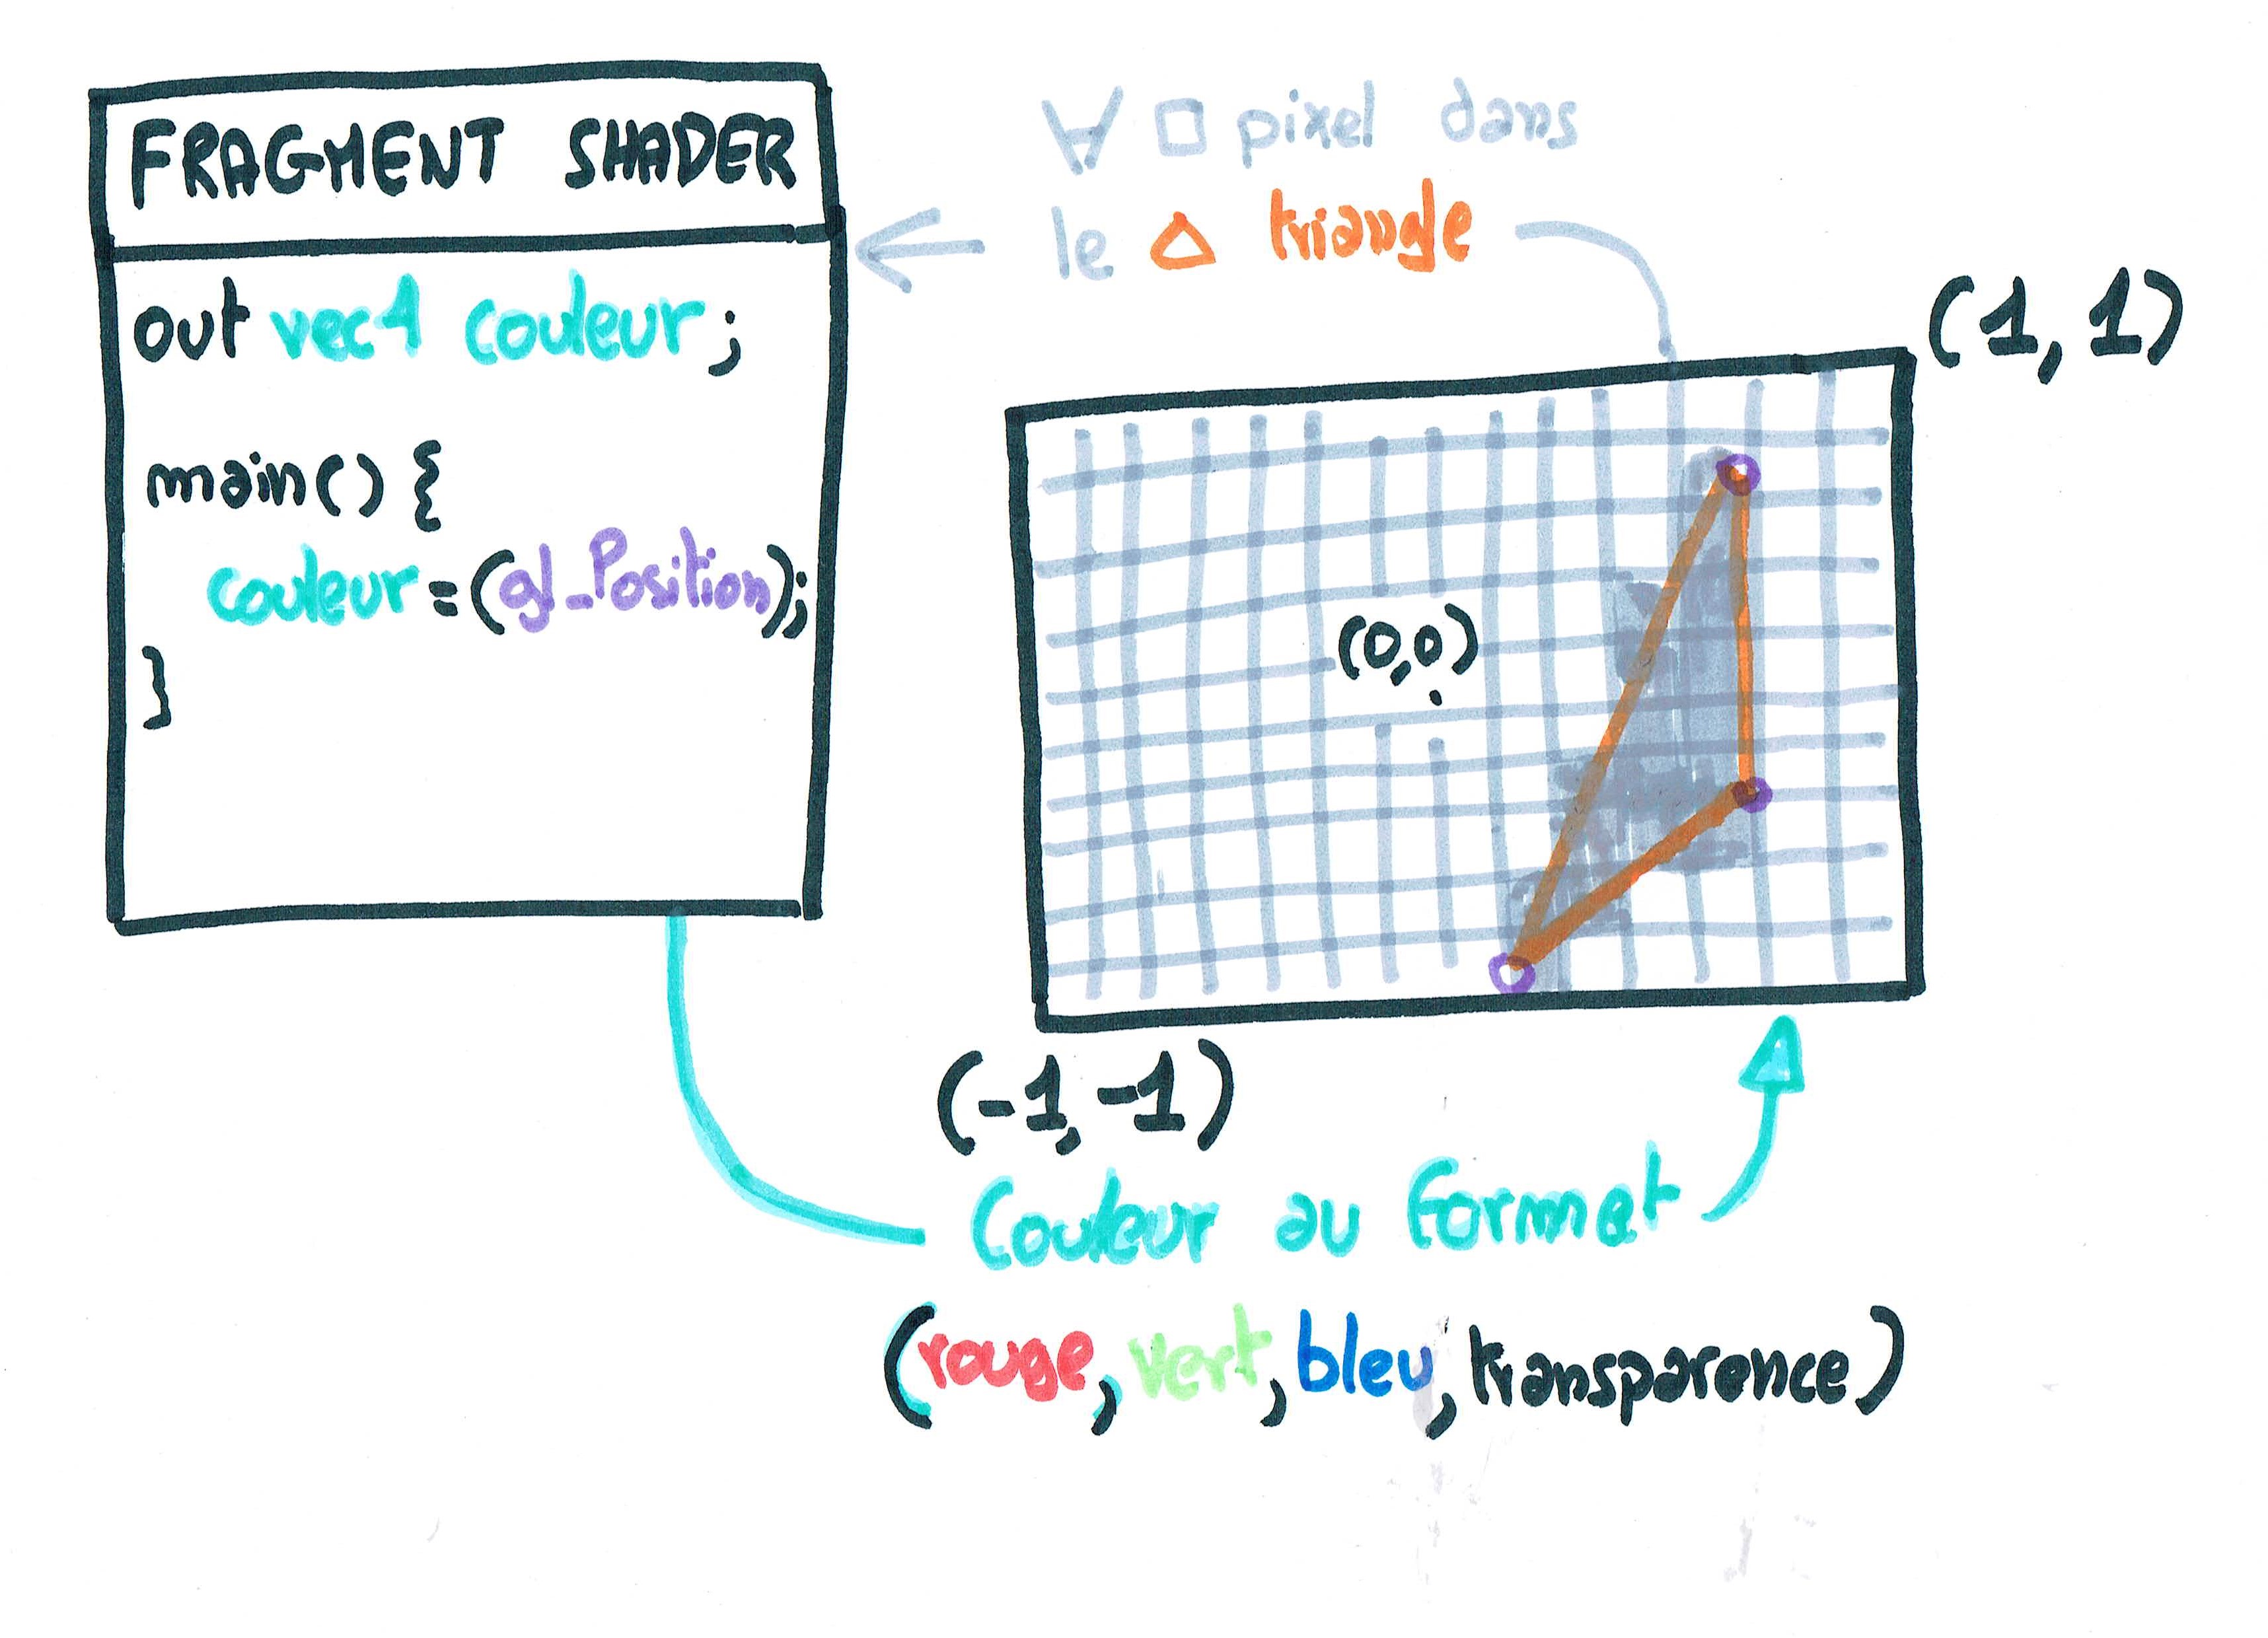 FRAGMENT SHADER
out vec4 couleur;
main() {
couleur=(gl_Position);
}
∀ □ pixel dans
le △ triangle
(1,1)
(0,0)
(-1,-1)
Couleur au format
(rouge,vert,bleu,transparence)